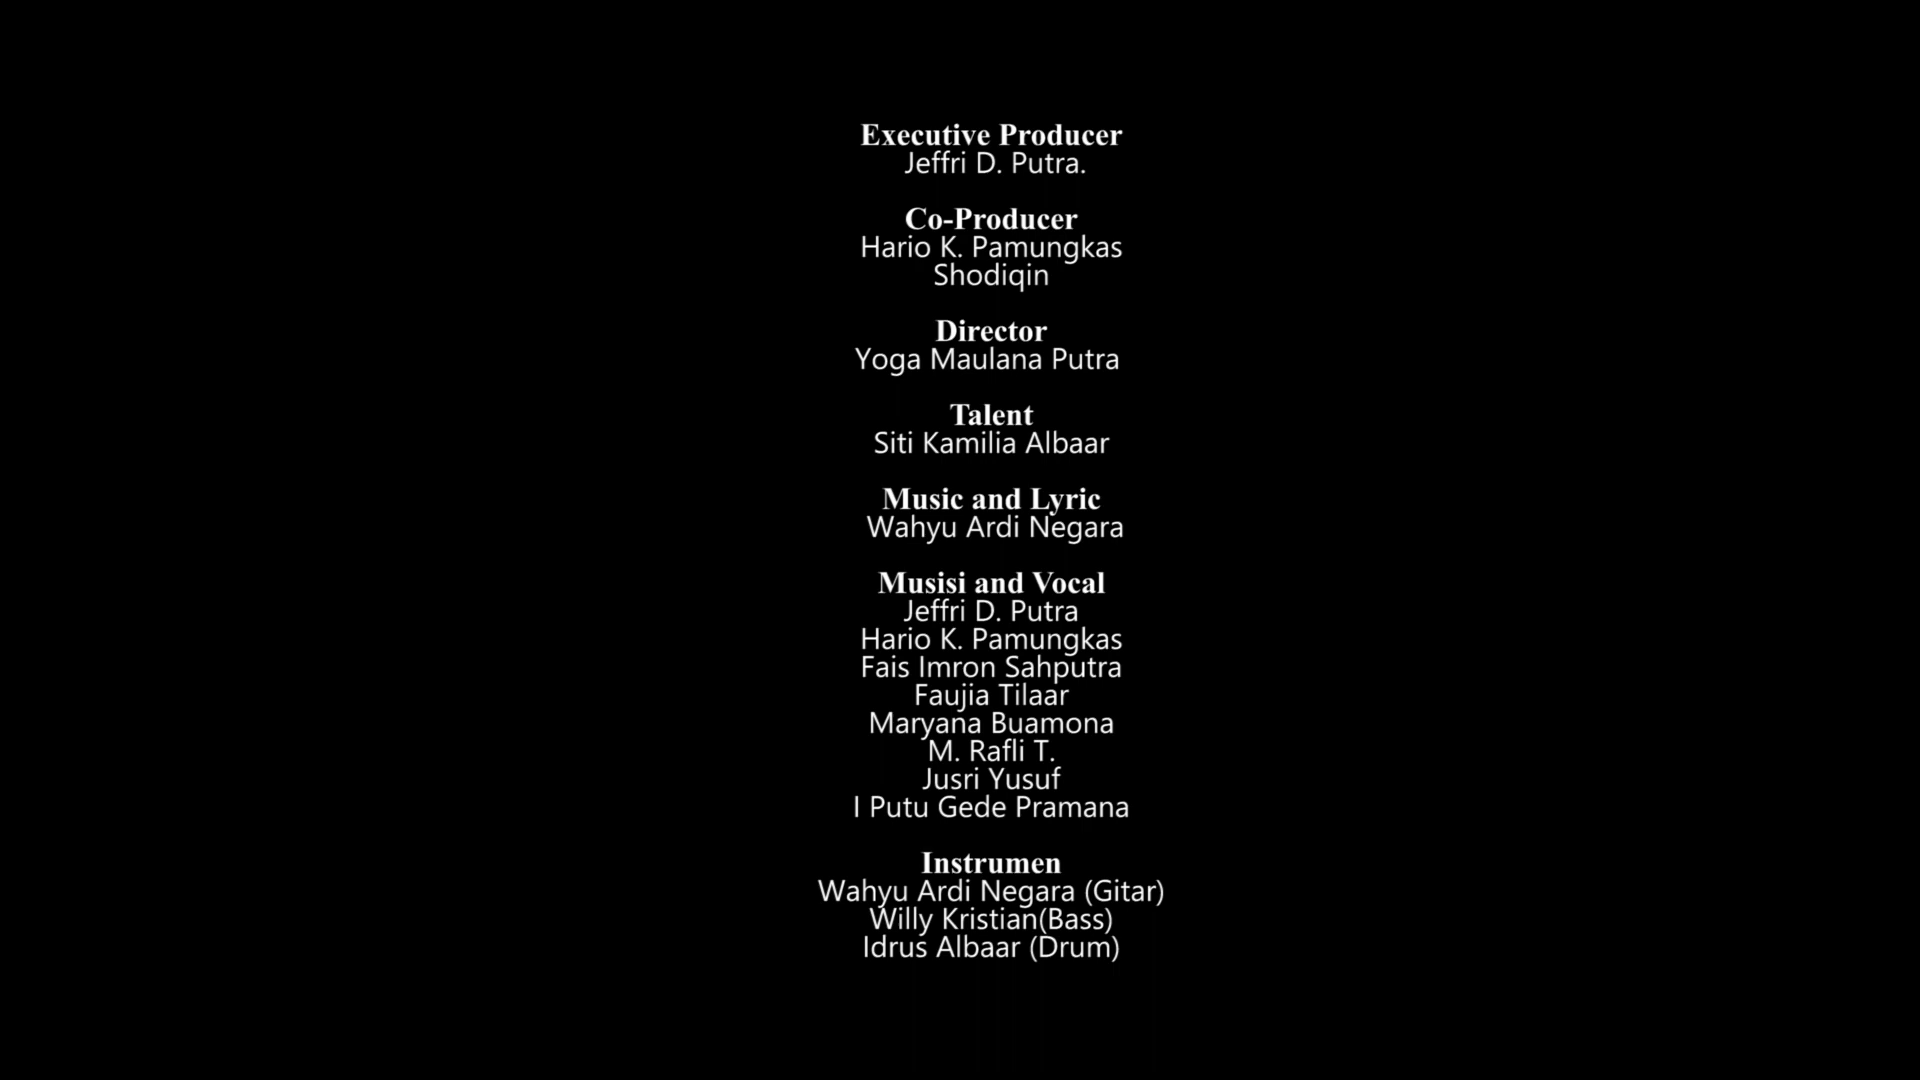 Executive Producer
Jeffri D. Putra.
Co-Producer
Hario K. Pamungkas
Shodiqin
Director
Yoga Maulana Putra
Talent
Siti Kamilia Albaar
Music and Lyric
Wahyu Ardi Negara
Musisi and Vocal
Jeffri D. Putra
Hario K. Pamungkas
Fais Imron Sahputra
Faujia Tilaar
Maryana Buamona
M. Rafli T.
Jusri Yusuf
I Putu Gede Pramana
Instrumen
Wahyu Ardi Negara (Gitar)
Willy Kristian(Bass)
Idrus Albaar (Drum)